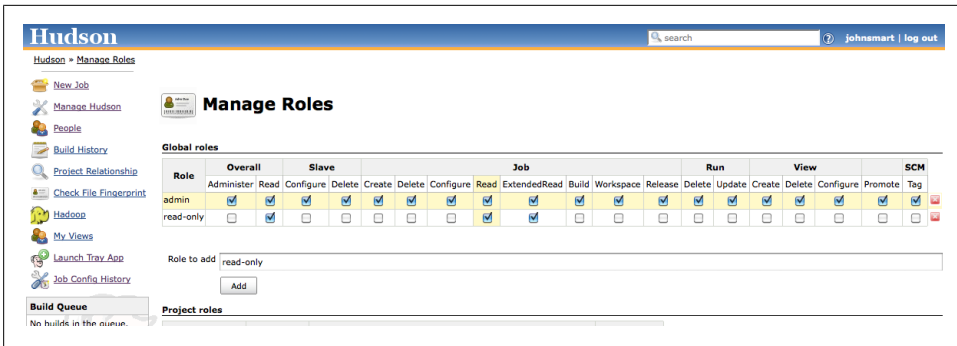 Hudson
search
johnsmart | log out
Hudson » Manage Roles
New Job
Manage Hudson
People
Build History
Project Relationship
Check File Fingerprint
Hadoop
My Views
Launch Tray App
Job Config History
Build Queue
No builds in the queue.
Manage Roles
Global roles
Role Overall Slave Job Run View SCM
Administer Read Configure Delete Create Delete Configure Read ExtendedRead Build Workspace Release Delete Update Create Delete Configure Promote Tag
admin
read-only
Role to add read-only
Add
Project roles